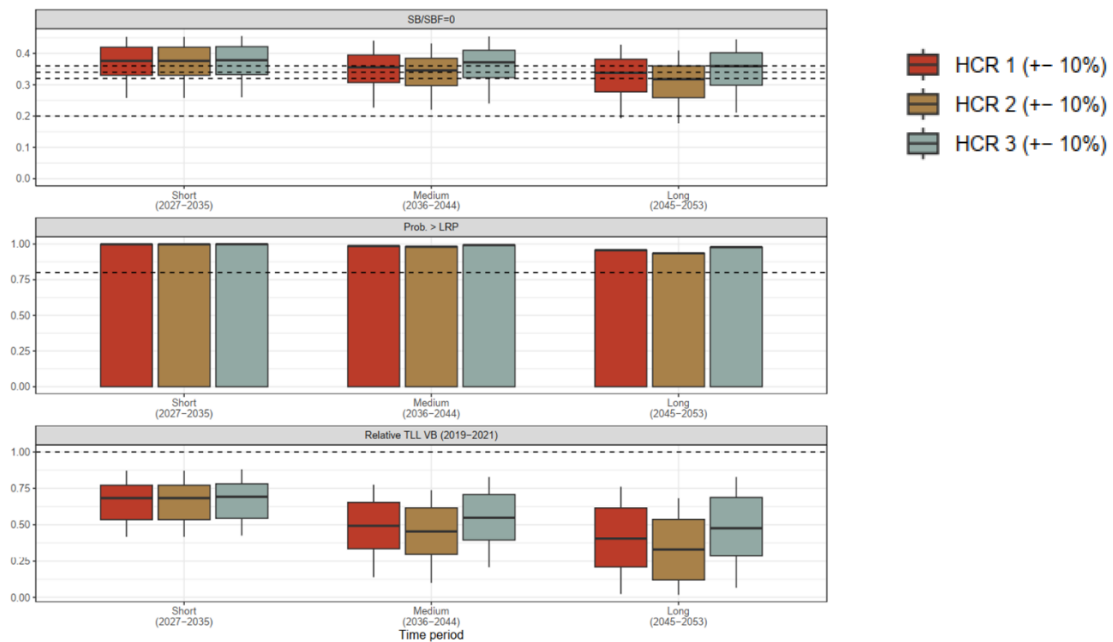 SB/SBF=0
0.4
0.3
0.2
0.1
0.0
Short
(2027−2035)
Medium
(2036−2044)
Long
(2045−2053)
HCR 1 (+− 10%)
HCR 2 (+− 10%)
HCR 3 (+− 10%)
Prob. > LRP
1.00
0.75
0.50
0.25
0.00
Short
(2027−2035)
Medium
(2036−2044)
Long
(2045−2053)
Relative TLL VB (2019−2021)
1.00
0.75
0.50
0.25
0.00
Short
(2027−2035)
Medium
(2036−2044)
Long
(2045−2053)
Time period